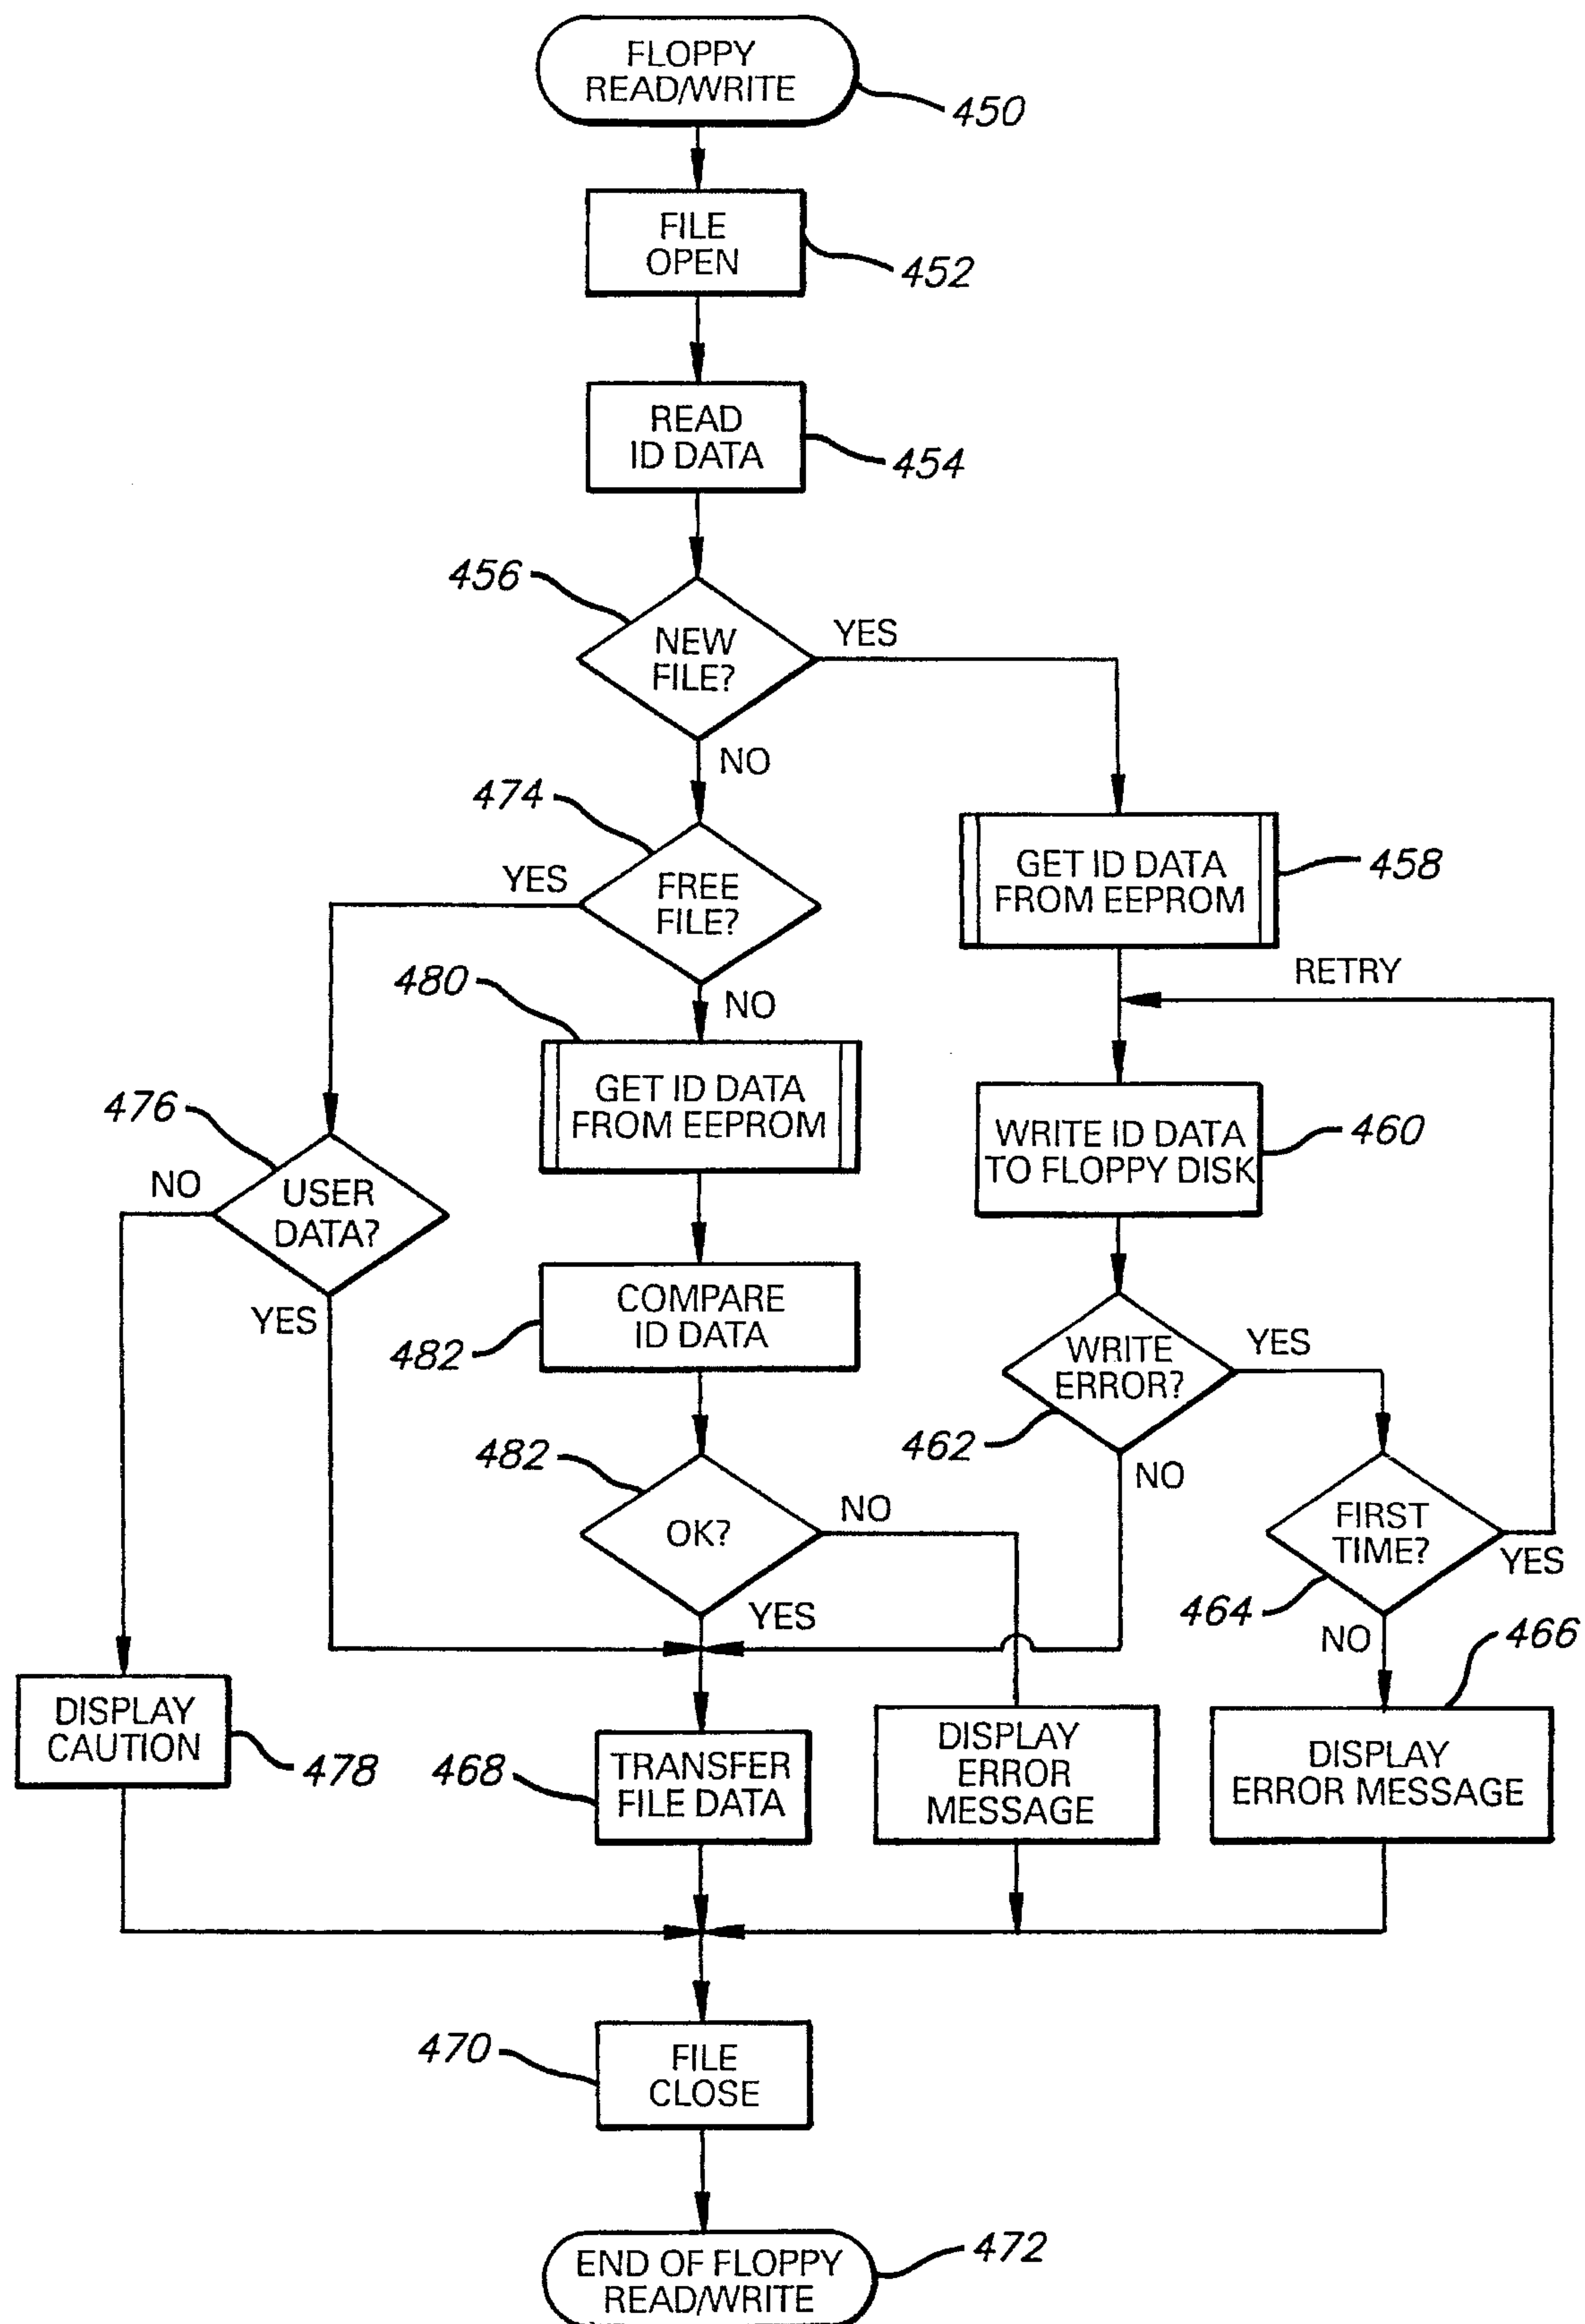 FLOPPY
READ/WRITE
450
FILE
OPEN
452
READ
ID DATA
454
456
NEW
FILE?
YES
NO
474
YES
FREE
FILE?
GET ID DATA
FROM EEPROM
458
480
NO
RETRY
GET ID DATA
FROM EEPROM
476
NO
USER
DATA?
YES
WRITE ID DATA
TO FLOPPY DISK
460
COMPARE
ID DATA
482
WRITE
ERROR?
YES
462
NO
482
OK?
NO
YES
FIRST
TIME?
YES
464
NO
466
DISPLAY
CAUTION
478
468
TRANSFER
FILE DATA
DISPLAY
ERROR
MESSAGE
DISPLAY
ERROR MESSAGE
470
FILE
CLOSE
END OF FLOPPY
READ/WRITE
472